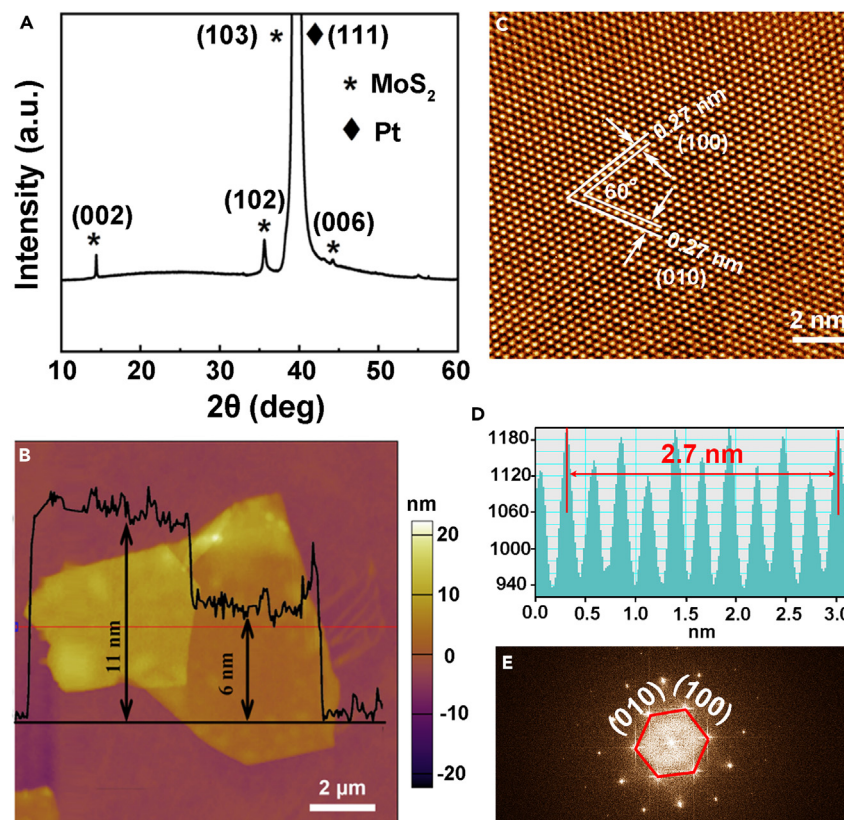 A
(103) * ♦ (111)
* MoS2
♦ Pt
(002)
*
(102)
*
(006)
*
Intensity (a.u.)
10 20 30 40 50 60
2θ (deg)
B
11 nm
6 nm
2 μm
nm
20
10
0
-10
-20
C
0.27 nm
(100)
60°
0.27 nm
(010)
2 nm
D
1180
1120
1060
1000
940
2.7 nm
0.0 0.5 1.0 1.5 2.0 2.5 3.0
nm
E
(010) (100)